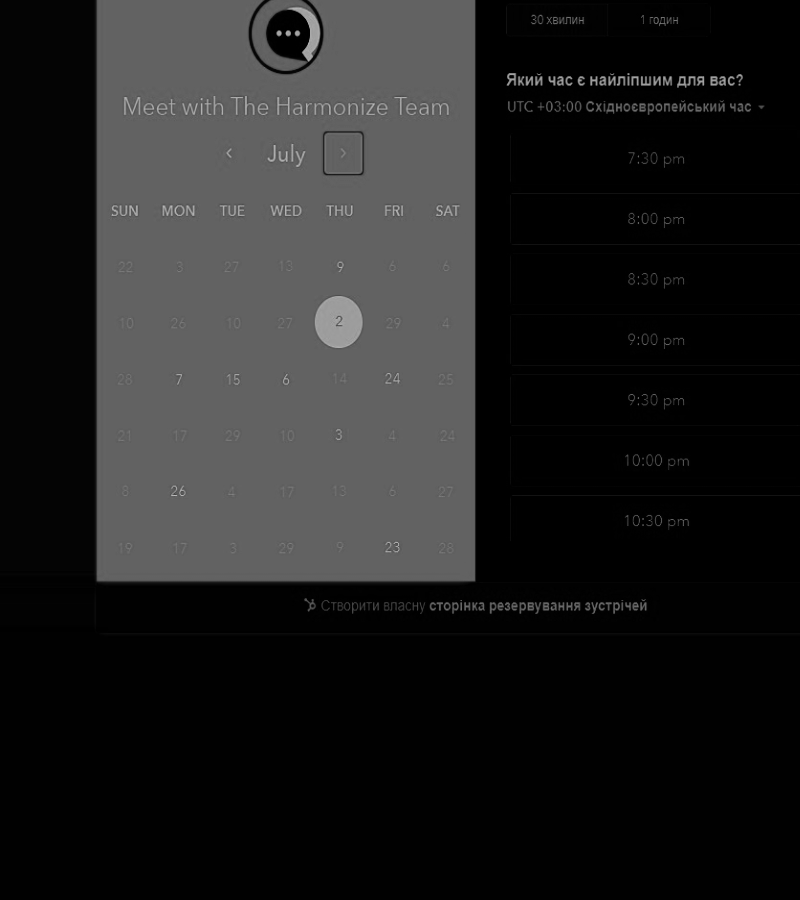 Meet with The Harmonize Team
July
SUN MON TUE WED THU FRI SAT
22 3 27 13 9 6 6
10 26 10 27 2 29 4
28 7 15 6 14 24 25
21 17 29 10 3 4 24
8 26 4 17 13 6 27
19 17 3 29 9 23 28
30 хвилин 1 годин
Який час є найліпшим для вас?
UTC +03:00 Східноєвропейський час
7:30 pm
8:00 pm
8:30 pm
9:00 pm
9:30 pm
10:00 pm
10:30 pm
Створити власну сторінка резервування зустрічей